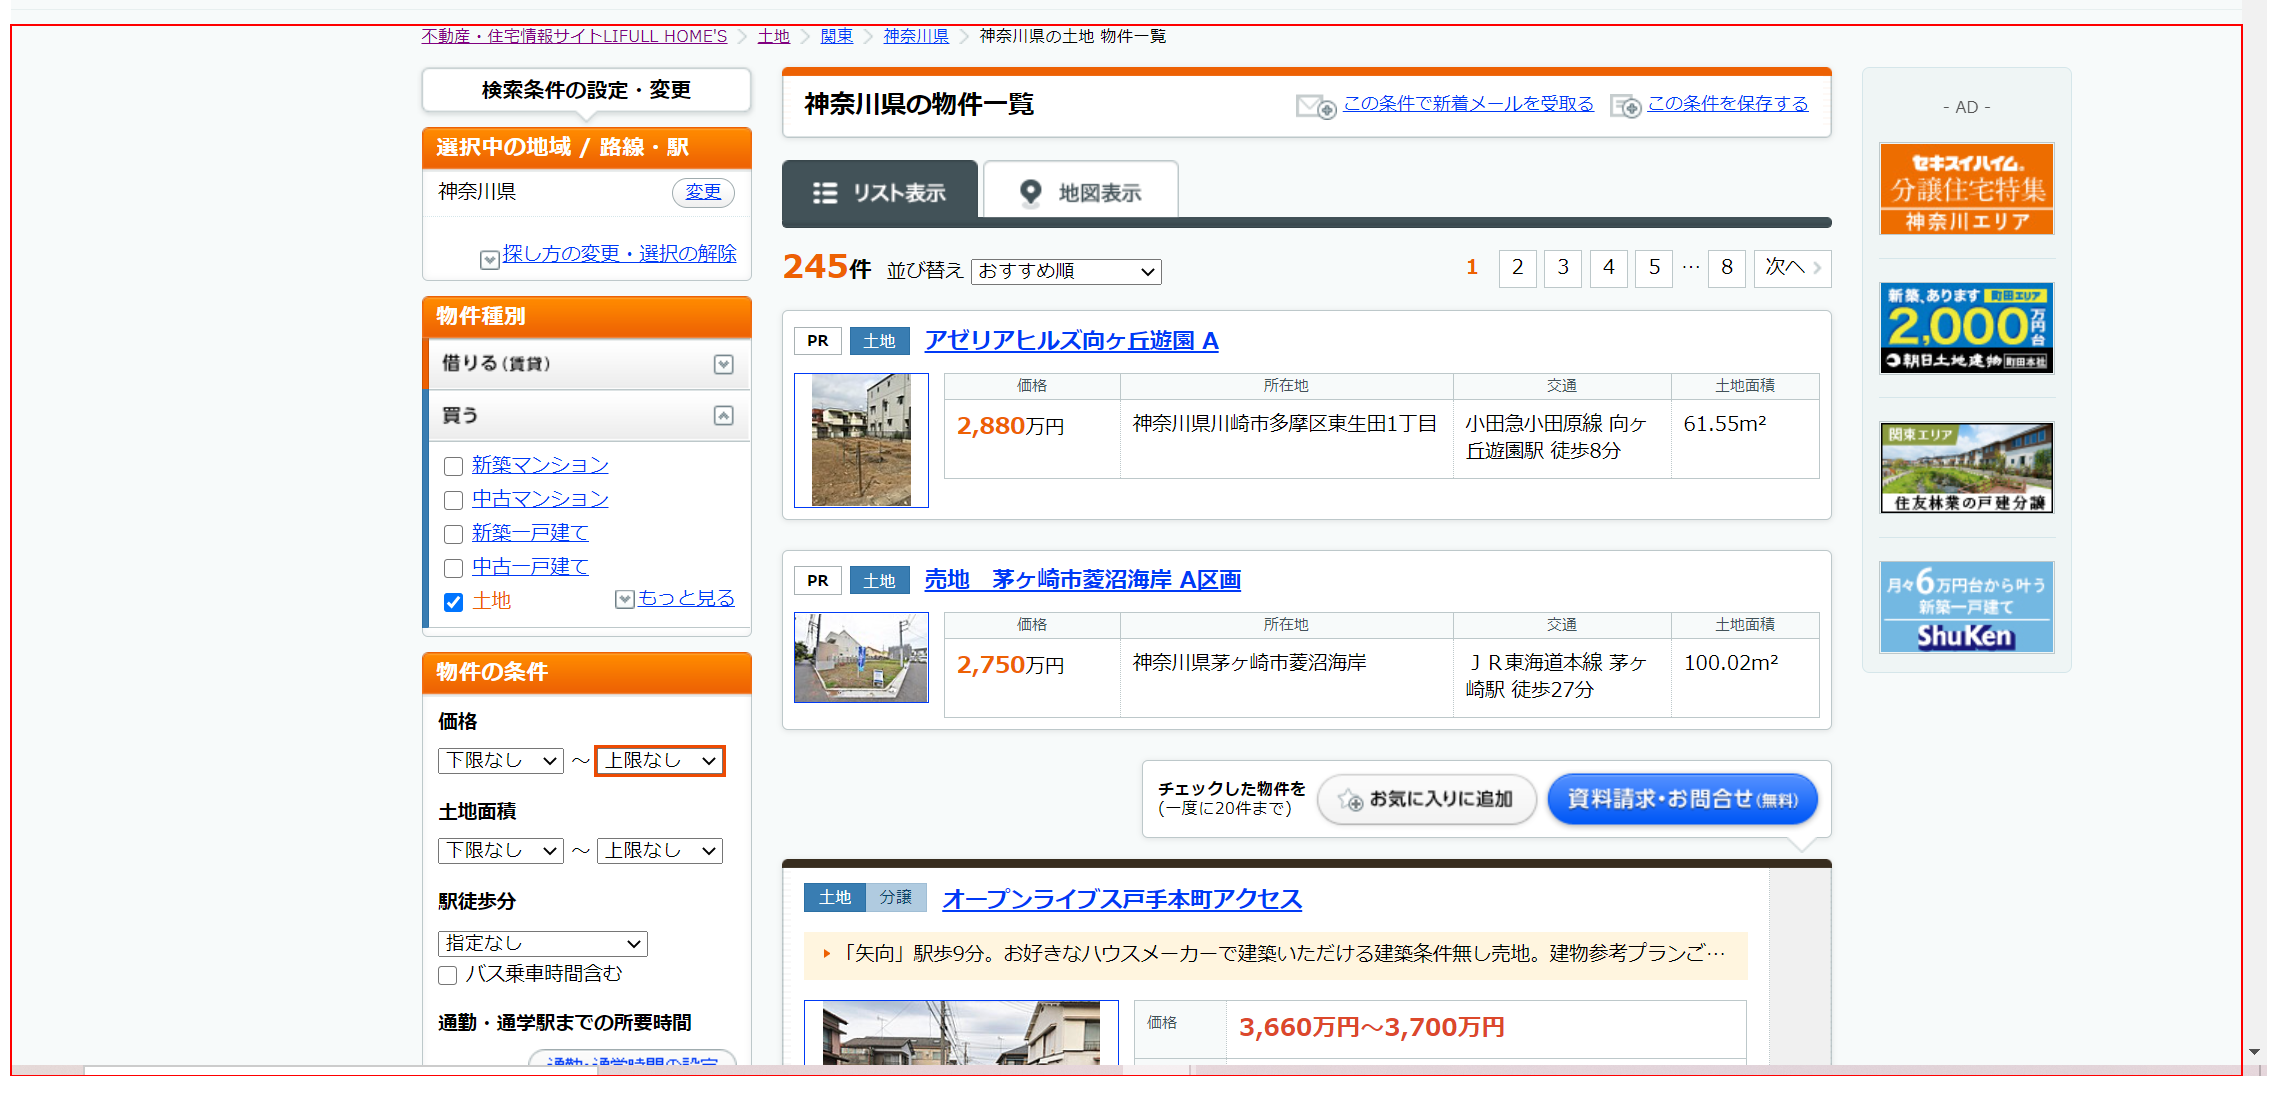 不動産・住宅情報サイトLIFULL HOME'S
土地
関東
神奈川県
神奈川県の土地 物件一覧
検索条件の設定・変更
選択中の地域 / 路線・駅
神奈川県
変更
探し方の変更・選択の解除
物件種別
借りる(賃貸)
買う
新築マンション
中古マンション
新築一戸建て
中古一戸建て
土地
もっと見る
物件の条件
価格
下限なし ～ 上限なし
土地面積
下限なし ～ 上限なし
駅徒歩分
指定なし
バス乗車時間含む
通勤・通学駅までの所要時間
通勤・通学時間の設定
神奈川県の物件一覧
この条件で新着メールを受取る
この条件を保存する
リスト表示
地図表示
245件 並び替え おすすめ順
1 2 3 4 5 … 8 次へ
PR 土地 アゼリアヒルズ向ヶ丘遊園 A
価格 所在地 交通 土地面積
2,880万円 神奈川県川崎市多摩区東生田1丁目 小田急小田原線 向ヶ 61.55m²
丘遊園駅 徒歩8分
PR 土地 売地　茅ヶ崎市菱沼海岸 A区画
価格 所在地 交通 土地面積
2,750万円 神奈川県茅ヶ崎市菱沼海岸 ＪＲ東海道本線 茅ヶ 100.02m²
崎駅 徒歩27分
チェックした物件を
(一度に20件まで)
お気に入りに追加
資料請求・お問合せ(無料)
土地 分譲 オープンライブス戸手本町アクセス
「矢向」駅歩9分。お好きなハウスメーカーで建築いただける建築条件無し売地。建物参考プランご…
価格 3,660万円～3,700万円
- AD -
セキスイハイム。
分譲住宅特集
神奈川エリア
新築、あります 町田エリア
2,000万円台
朝日土地建物 町田本社
関東エリア
住友林業の戸建分譲
月々6万円台から叶う
新築一戸建て
ShuKen